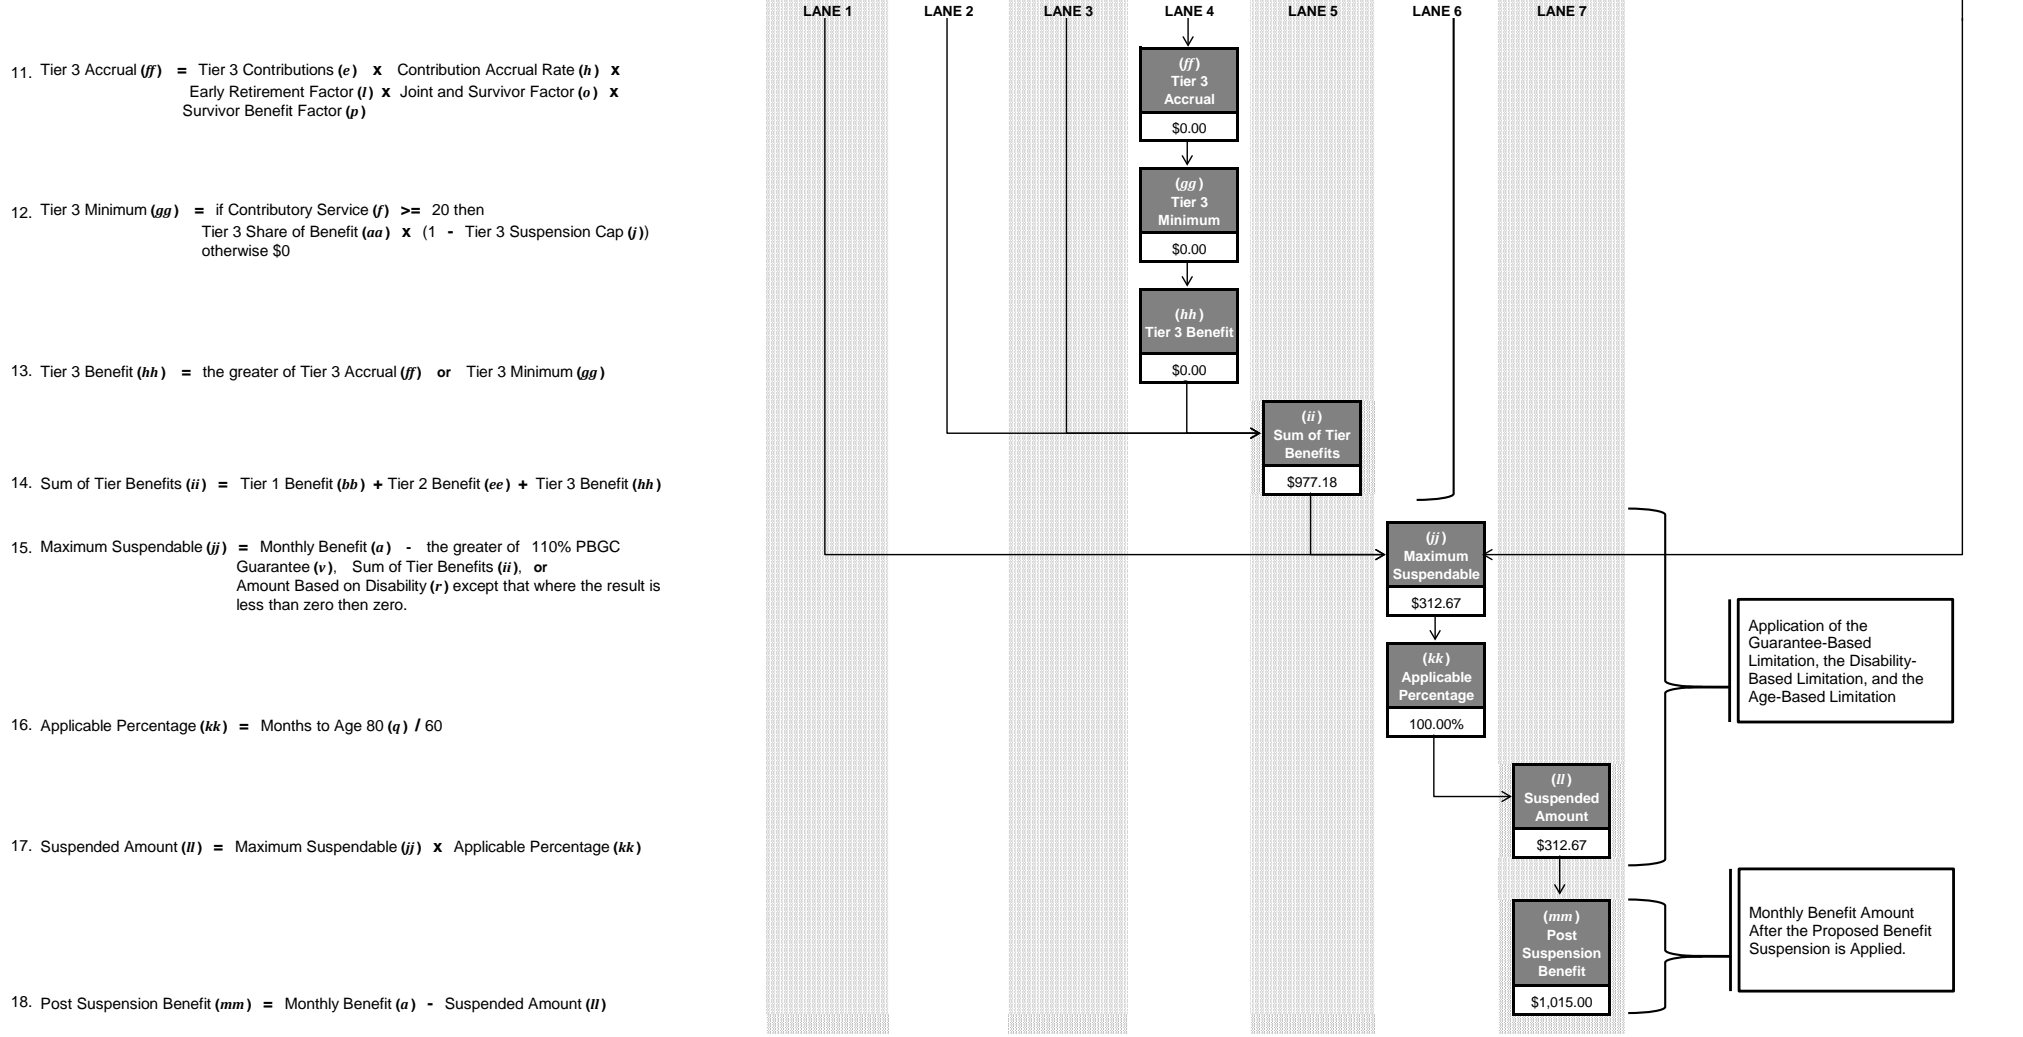 LANE 1 LANE 2 LANE 3 LANE 4 LANE 5 LANE 6 LANE 7
11. Tier 3 Accrual (ff) = Tier 3 Contributions (e) x Contribution Accrual Rate (h) x
Early Retirement Factor (l) x Joint and Survivor Factor (o) x
Survivor Benefit Factor (p)
(ff)
Tier 3
Accrual
$0.00
12. Tier 3 Minimum (gg) = if Contributory Service (f) >= 20 then
Tier 3 Share of Benefit (aa) x (1 - Tier 3 Suspension Cap (j))
otherwise $0
(gg)
Tier 3
Minimum
$0.00
13. Tier 3 Benefit (hh) = the greater of Tier 3 Accrual (ff) or Tier 3 Minimum (gg)
(hh)
Tier 3 Benefit
$0.00
14. Sum of Tier Benefits (ii) = Tier 1 Benefit (bb) + Tier 2 Benefit (ee) + Tier 3 Benefit (hh)
(ii)
Sum of Tier
Benefits
$977.18
15. Maximum Suspendable (jj) = Monthly Benefit (a) - the greater of 110% PBGC
Guarantee (v), Sum of Tier Benefits (ii), or
Amount Based on Disability (r) except that where the result is
less than zero then zero.
(jj)
Maximum
Suspendable
$312.67
Application of the
Guarantee-Based
Limitation, the Disability-
Based Limitation, and the
Age-Based Limitation
16. Applicable Percentage (kk) = Months to Age 80 (q) / 60
(kk)
Applicable
Percentage
100.00%
17. Suspended Amount (ll) = Maximum Suspendable (jj) x Applicable Percentage (kk)
(ll)
Suspended
Amount
$312.67
18. Post Suspension Benefit (mm) = Monthly Benefit (a) - Suspended Amount (ll)
(mm)
Post
Suspension
Benefit
$1,015.00
Monthly Benefit Amount
After the Proposed Benefit
Suspension is Applied.